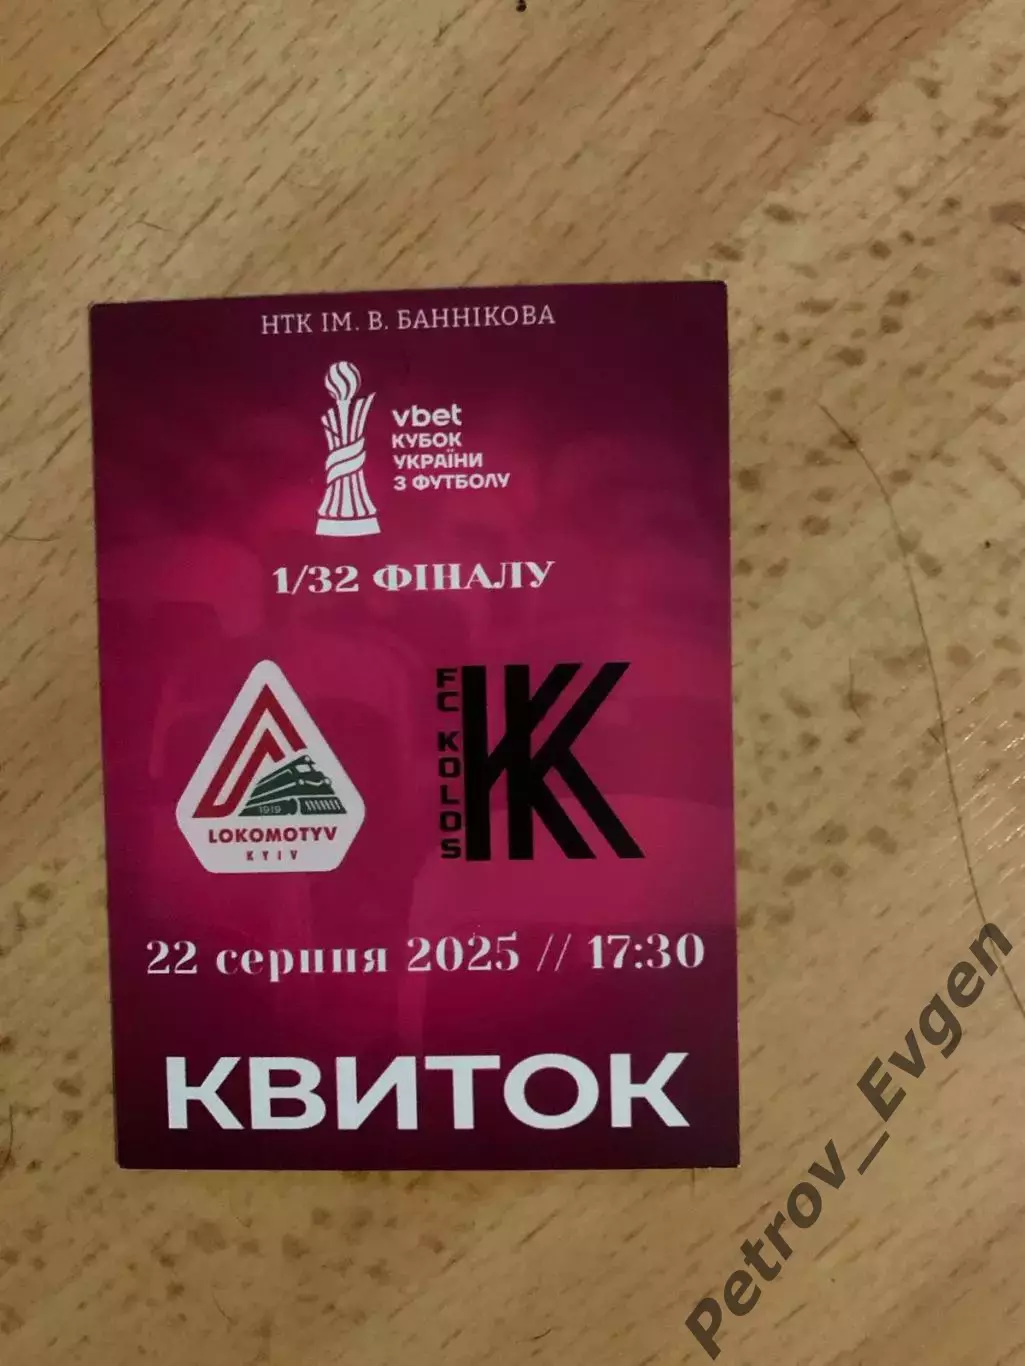 НТК ІМ. В. БАННІКОВА
vbet
КУБОК
УКРАЇНИ
З ФУТБОЛУ
1/32 ФІНАЛУ
1919
LOKOMOTYV
KYIV
FC KOLOS
22 серпня 2025 // 17:30
КВИТОК
Petrov_Evgen